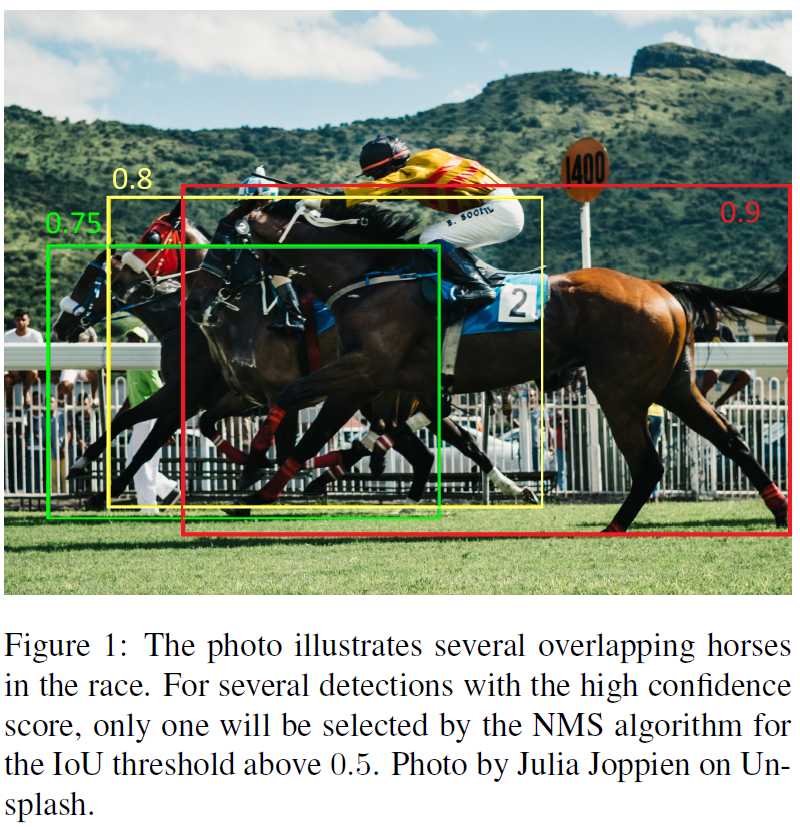 1400
0.8
0.9
0.75
B. SOOFUL
2
Figure 1: The photo illustrates several overlapping horses
in the race. For several detections with the high confidence
score, only one will be selected by the NMS algorithm for
the IoU threshold above 0.5. Photo by Julia Joppien on Un-
splash.